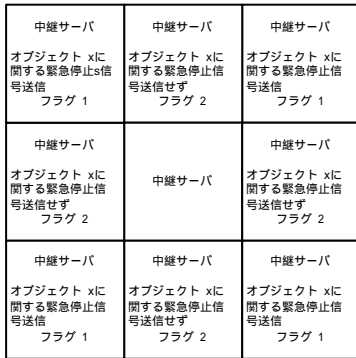 中継サーバ
オブジェクト xに
関する緊急停止s信
号送信
フラグ 1
中継サーバ
オブジェクト xに
関する緊急停止信
号送信せず
フラグ 2
中継サーバ
オブジェクト xに
関する緊急停止信
号送信
フラグ 1
中継サーバ
オブジェクト xに
関する緊急停止信
号送信せず
フラグ 2
中継サーバ
中継サーバ
オブジェクト xに
関する緊急停止信
号送信せず
フラグ 2
中継サーバ
オブジェクト xに
関する緊急停止信
号送信
フラグ 1
中継サーバ
オブジェクト xに
関する緊急停止信
号送信せず
フラグ 2
中継サーバ
オブジェクト xに
関する緊急停止信
号送信
フラグ 1